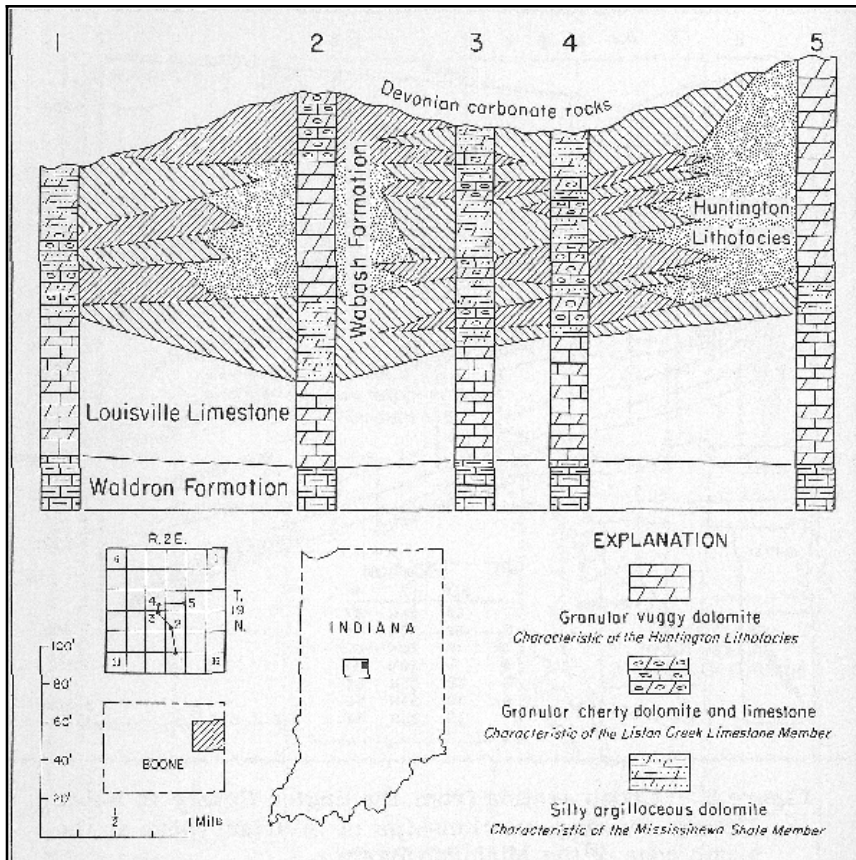 1
2
3
4
5
Devonian carbonate rocks
Wabash Formation
Huntington
Lithofacies
Louisville Limestone
Waldron Formation
R. 2 E.
6
T.
19
N.
4
5
3
2
31
100'
80'
60'
40'
20'
BOONE
1/2
1 Mile
INDIANA
EXPLANATION
Granular vuggy dolomite
Characteristic of the Huntington Lithofacies
Granular cherty dolomite and limestone
Characteristic of the Liston Creek Limestone Member
Silty argillaceous dolomite
Characteristic of the Mississinewa Shale Member